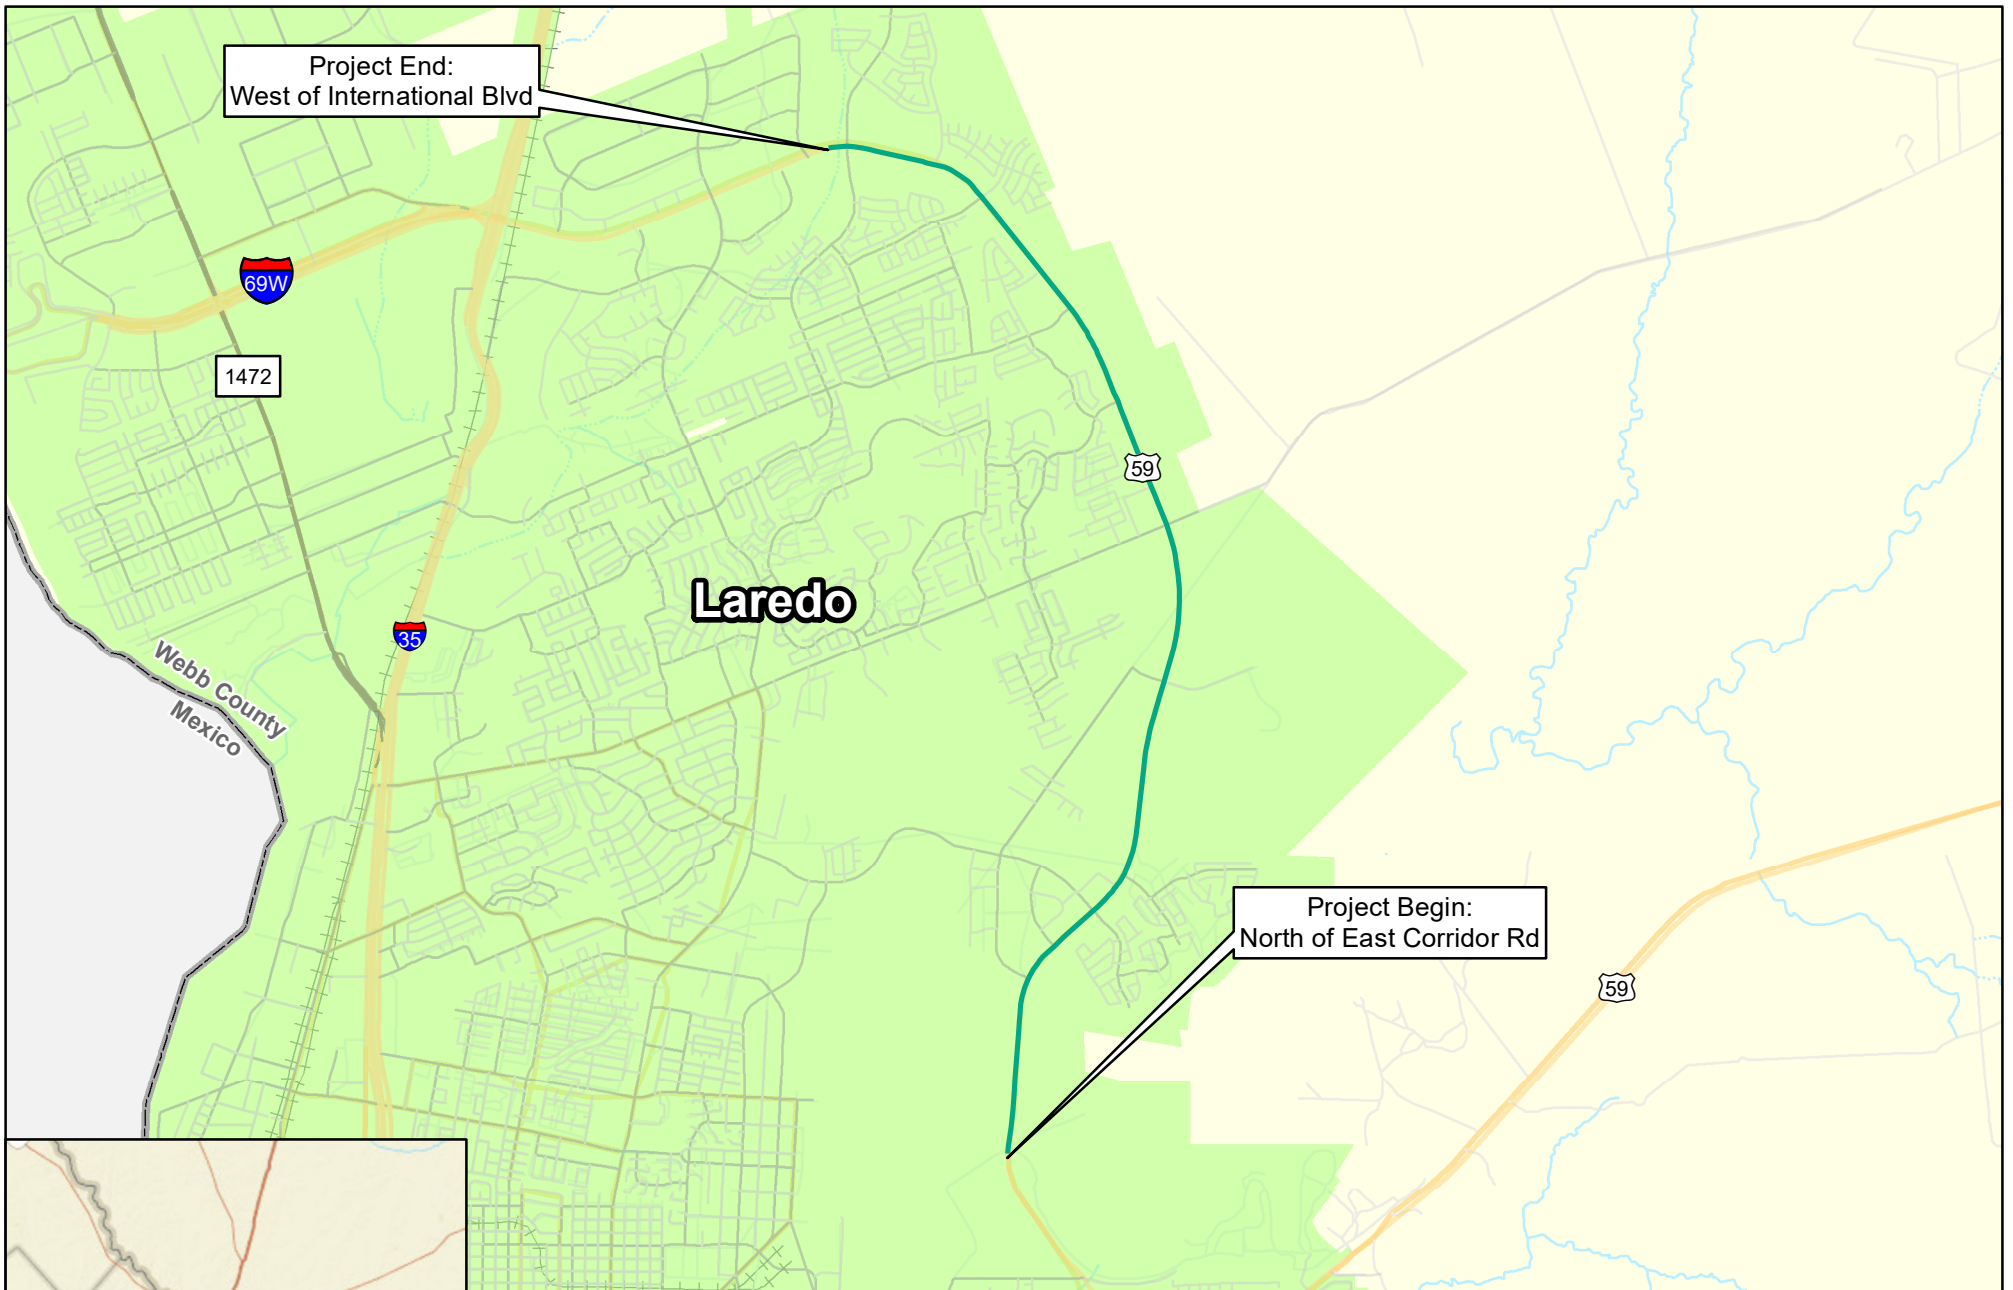 Project End:
West of International Blvd
69W
1472
59
Laredo
35
Webb County
Mexico
Project Begin:
North of East Corridor Rd
59